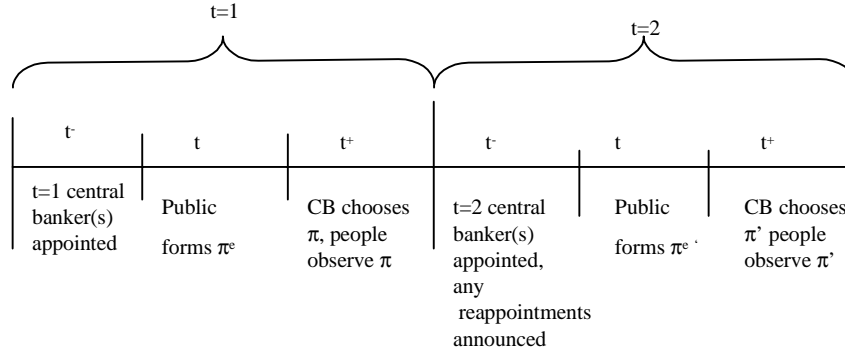 t=1
t=2
t⁻
t
t⁺
t⁻
t
t⁺
t=1 central
banker(s)
appointed
Public
forms πᵉ
CB chooses
π, people
observe π
t=2 central
banker(s)
appointed,
any
reappointments
announced
Public
forms πᵉ ‘
CB chooses
π’ people
observe π’